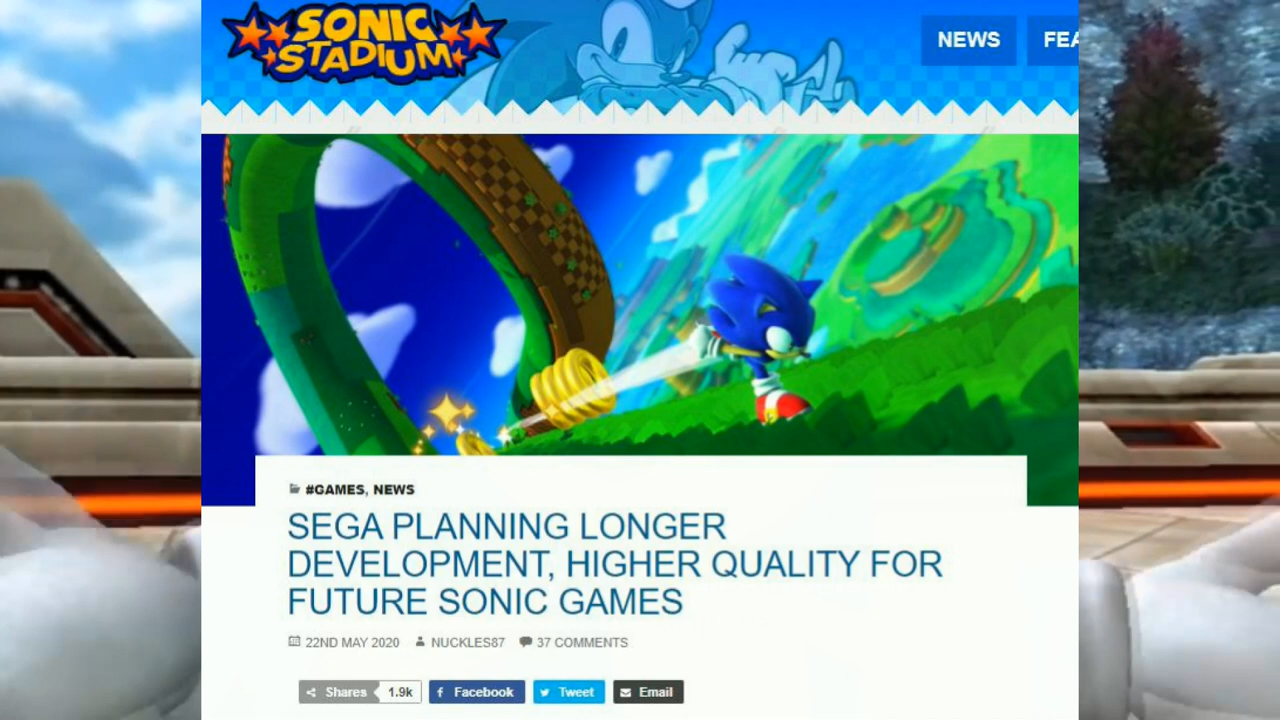 SONIC
STADIUM
NEWS
FEA
#GAMES, NEWS
SEGA PLANNING LONGER
DEVELOPMENT, HIGHER QUALITY FOR
FUTURE SONIC GAMES
22ND MAY 2020 NUCKLES87 37 COMMENTS
Shares 1.9k Facebook Tweet Email